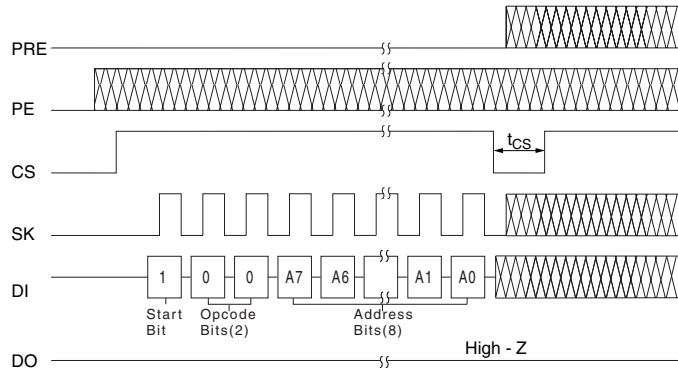 PRE
PE
CS
tCS
SK
DI
1 0 0 A7 A6 A1 A0
Start Bit
Opcode Bits(2)
Address Bits(8)
DO
High - Z